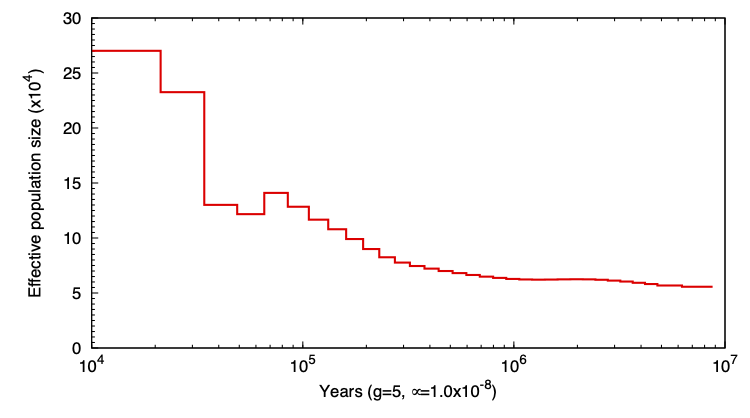 Effective population size (x10⁴)
30
25
20
15
10
5
0
10⁴ 10⁵ 10⁶ 10⁷
Years (g=5, ∝=1.0x10⁻⁸)